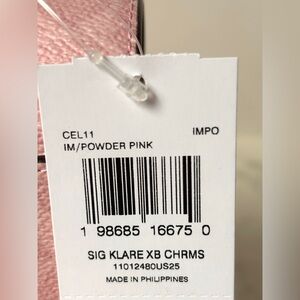 CEL11 IMPO
IM/POWDER PINK
1 98685 16675 0
SIG KLARE XB CHRMS
11012480US25
MADE IN PHILIPPINES